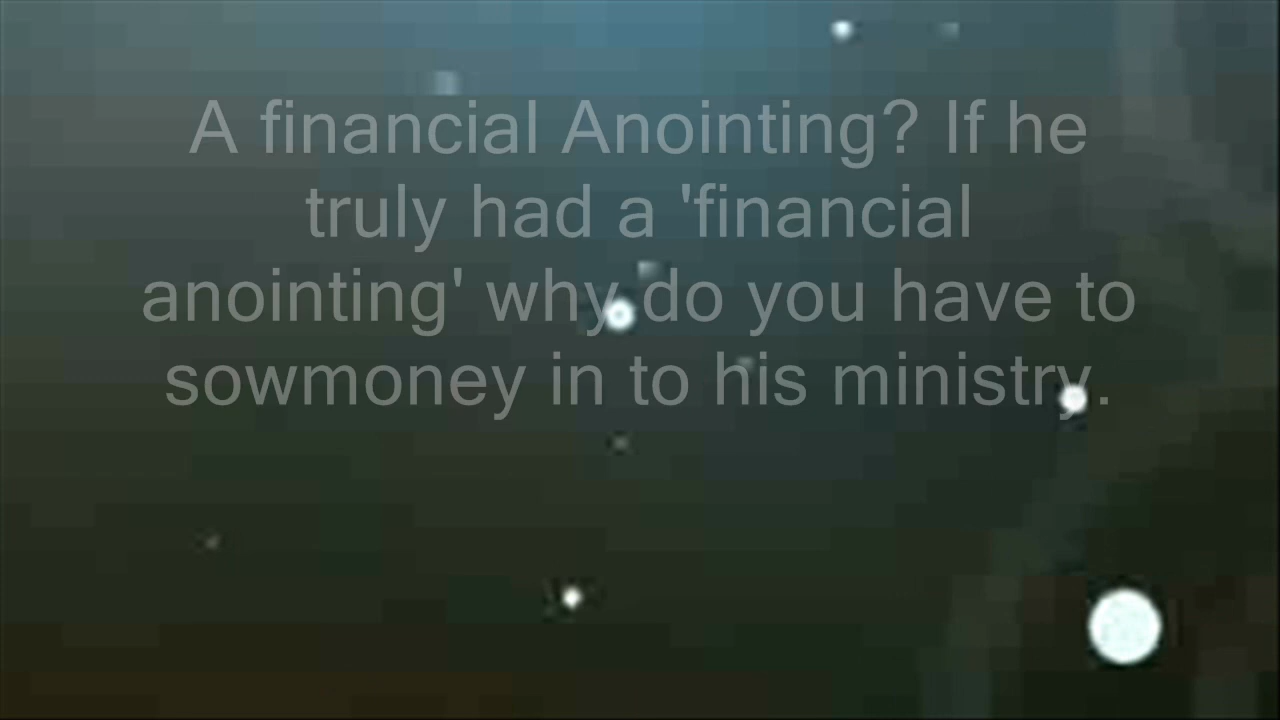 A financial Anointing? If he
truly had a 'financial
anointing' why do you have to
sowmoney in to his ministry.